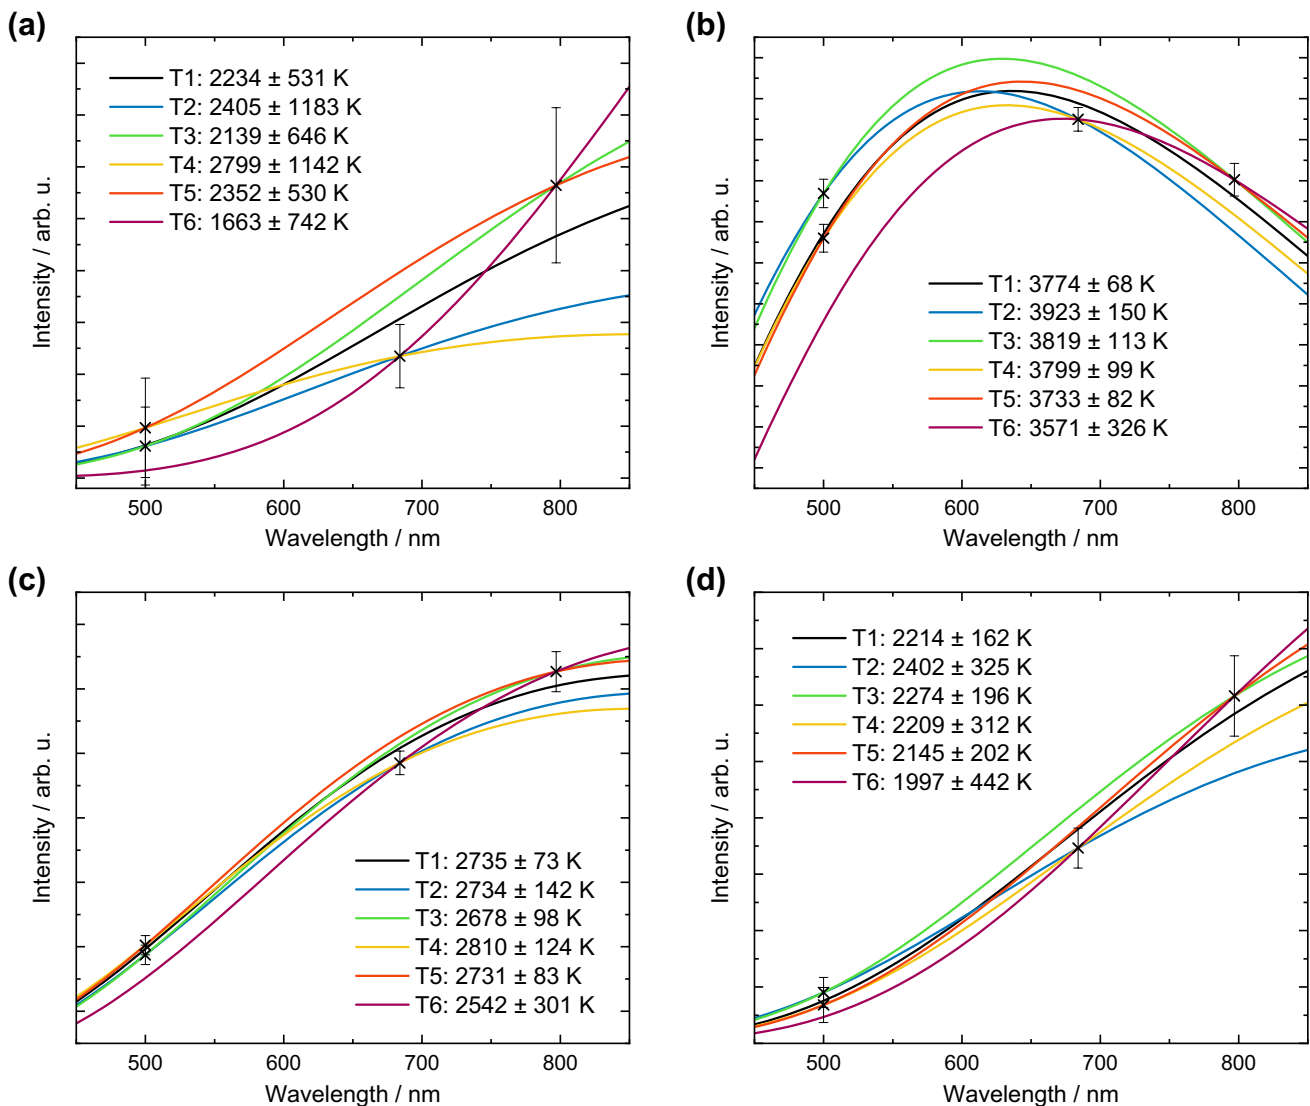 (a)
Intensity / arb. u.
T1: 2234 ± 531 K
T2: 2405 ± 1183 K
T3: 2139 ± 646 K
T4: 2799 ± 1142 K
T5: 2352 ± 530 K
T6: 1663 ± 742 K
500 600 700 800
Wavelength / nm
(b)
Intensity / arb. u.
T1: 3774 ± 68 K
T2: 3923 ± 150 K
T3: 3819 ± 113 K
T4: 3799 ± 99 K
T5: 3733 ± 82 K
T6: 3571 ± 326 K
500 600 700 800
Wavelength / nm
(c)
Intensity / arb. u.
T1: 2735 ± 73 K
T2: 2734 ± 142 K
T3: 2678 ± 98 K
T4: 2810 ± 124 K
T5: 2731 ± 83 K
T6: 2542 ± 301 K
500 600 700 800
Wavelength / nm
(d)
Intensity / arb. u.
T1: 2214 ± 162 K
T2: 2402 ± 325 K
T3: 2274 ± 196 K
T4: 2209 ± 312 K
T5: 2145 ± 202 K
T6: 1997 ± 442 K
500 600 700 800
Wavelength / nm